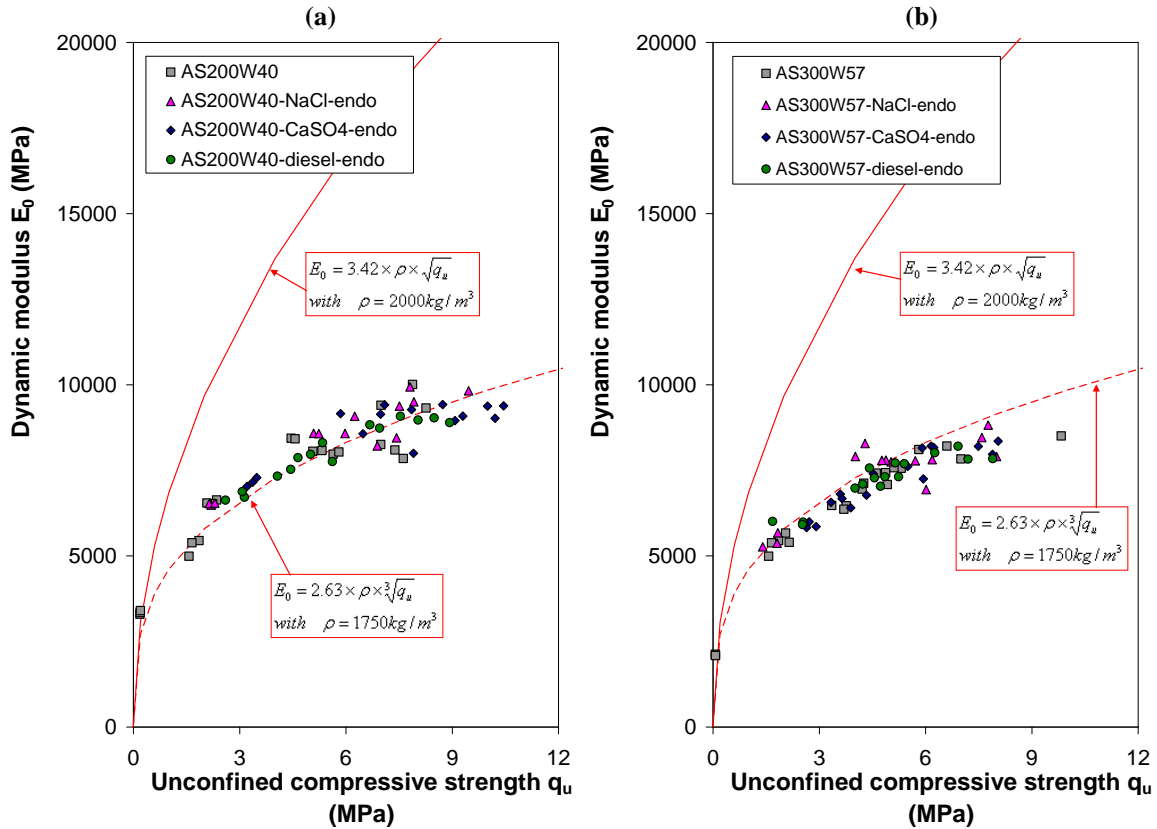 (a)
20000
15000
10000
5000
0
0 3 6 9 12
Dynamic modulus E₀ (MPa)
Unconfined compressive strength qᵤ
(MPa)
AS200W40
AS200W40-NaCl-endo
AS200W40-CaSO4-endo
AS200W40-diesel-endo
E₀ = 3.42 × ρ × √qᵤ
with ρ = 2000kg / m³
E₀ = 2.63 × ρ × ∛qᵤ
with ρ = 1750kg / m³
(b)
20000
15000
10000
5000
0
0 3 6 9 12
Dynamic modulus E₀ (MPa)
Unconfined compressive strength qᵤ
(MPa)
AS300W57
AS300W57-NaCl-endo
AS300W57-CaSO4-endo
AS300W57-diesel-endo
E₀ = 3.42 × ρ × √qᵤ
with ρ = 2000kg / m³
E₀ = 2.63 × ρ × ∛qᵤ
with ρ = 1750kg / m³